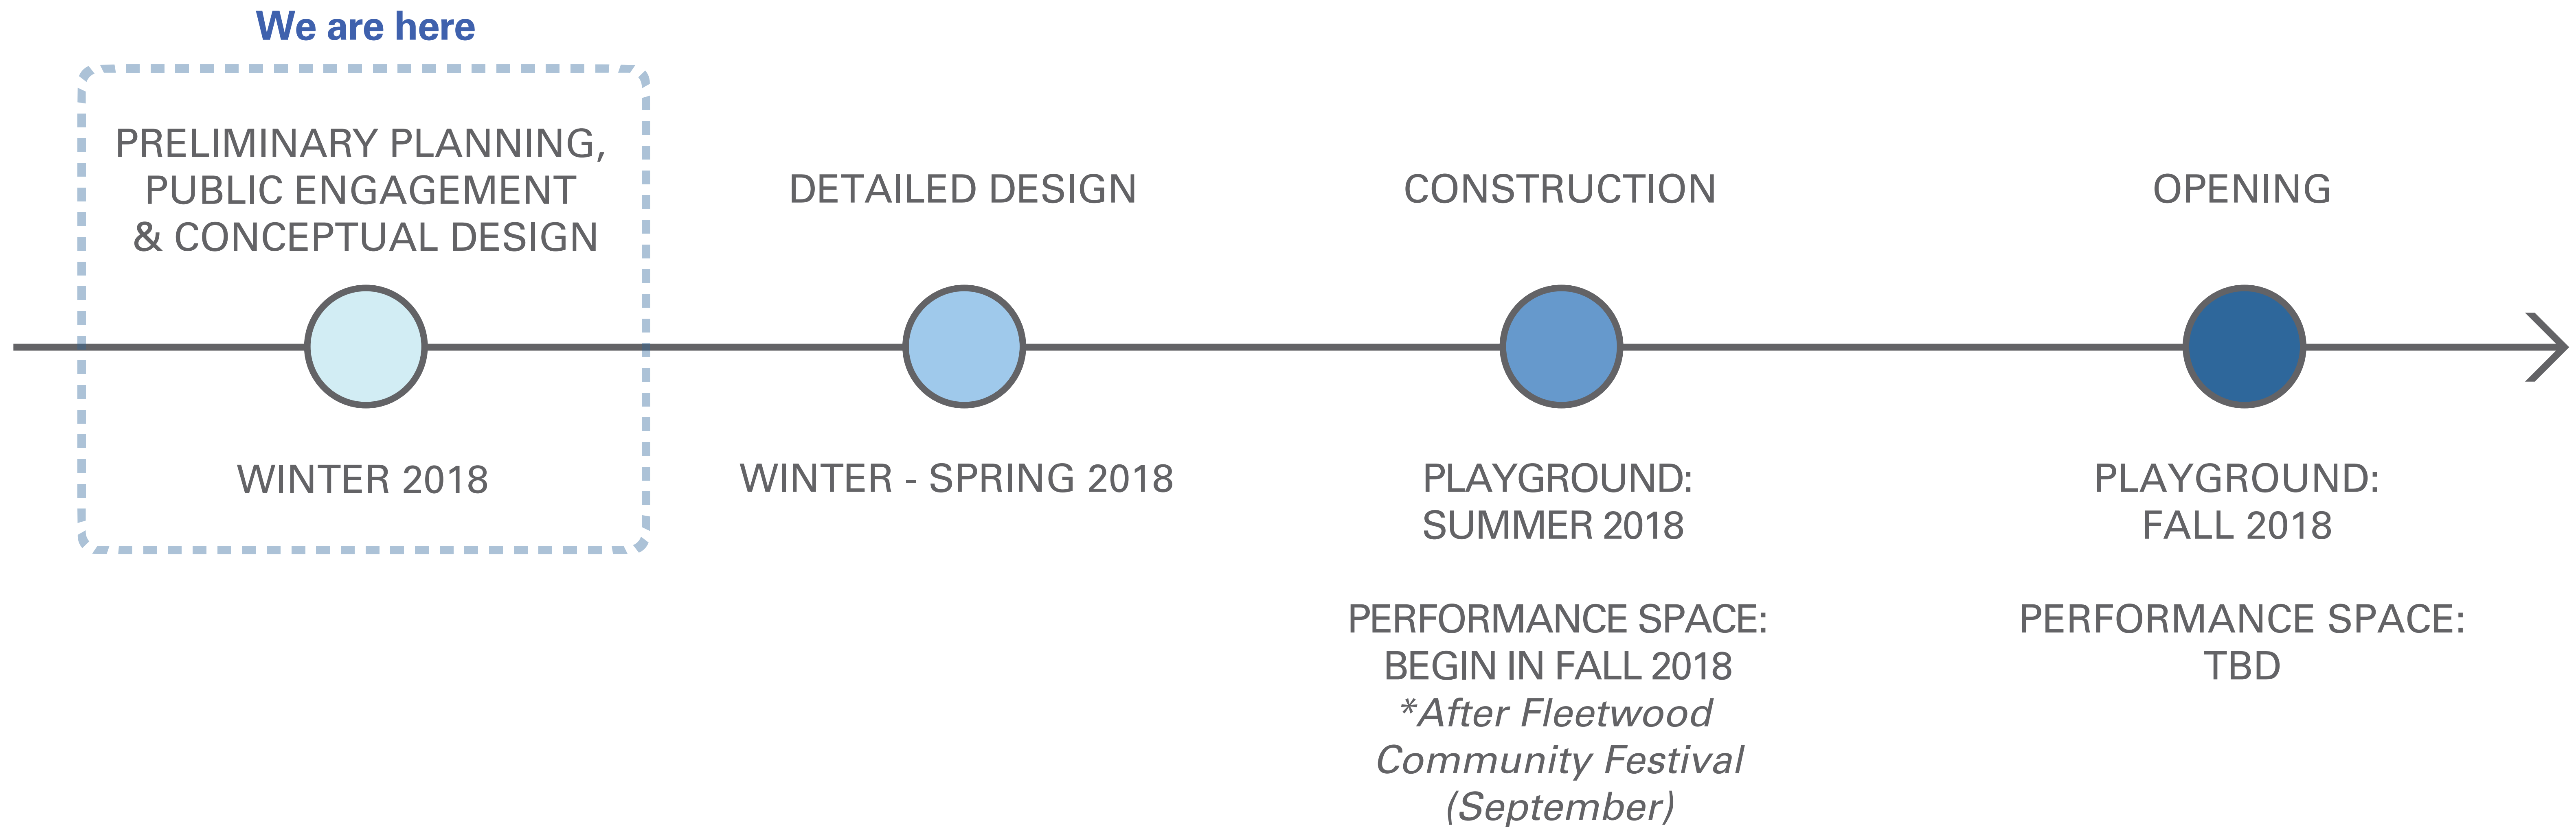 We are here
PRELIMINARY PLANNING,
PUBLIC ENGAGEMENT
& CONCEPTUAL DESIGN
WINTER 2018
DETAILED DESIGN
WINTER - SPRING 2018
CONSTRUCTION
PLAYGROUND:
SUMMER 2018
PERFORMANCE SPACE:
BEGIN IN FALL 2018
*After Fleetwood
Community Festival
(September)
OPENING
PLAYGROUND:
FALL 2018
PERFORMANCE SPACE:
TBD